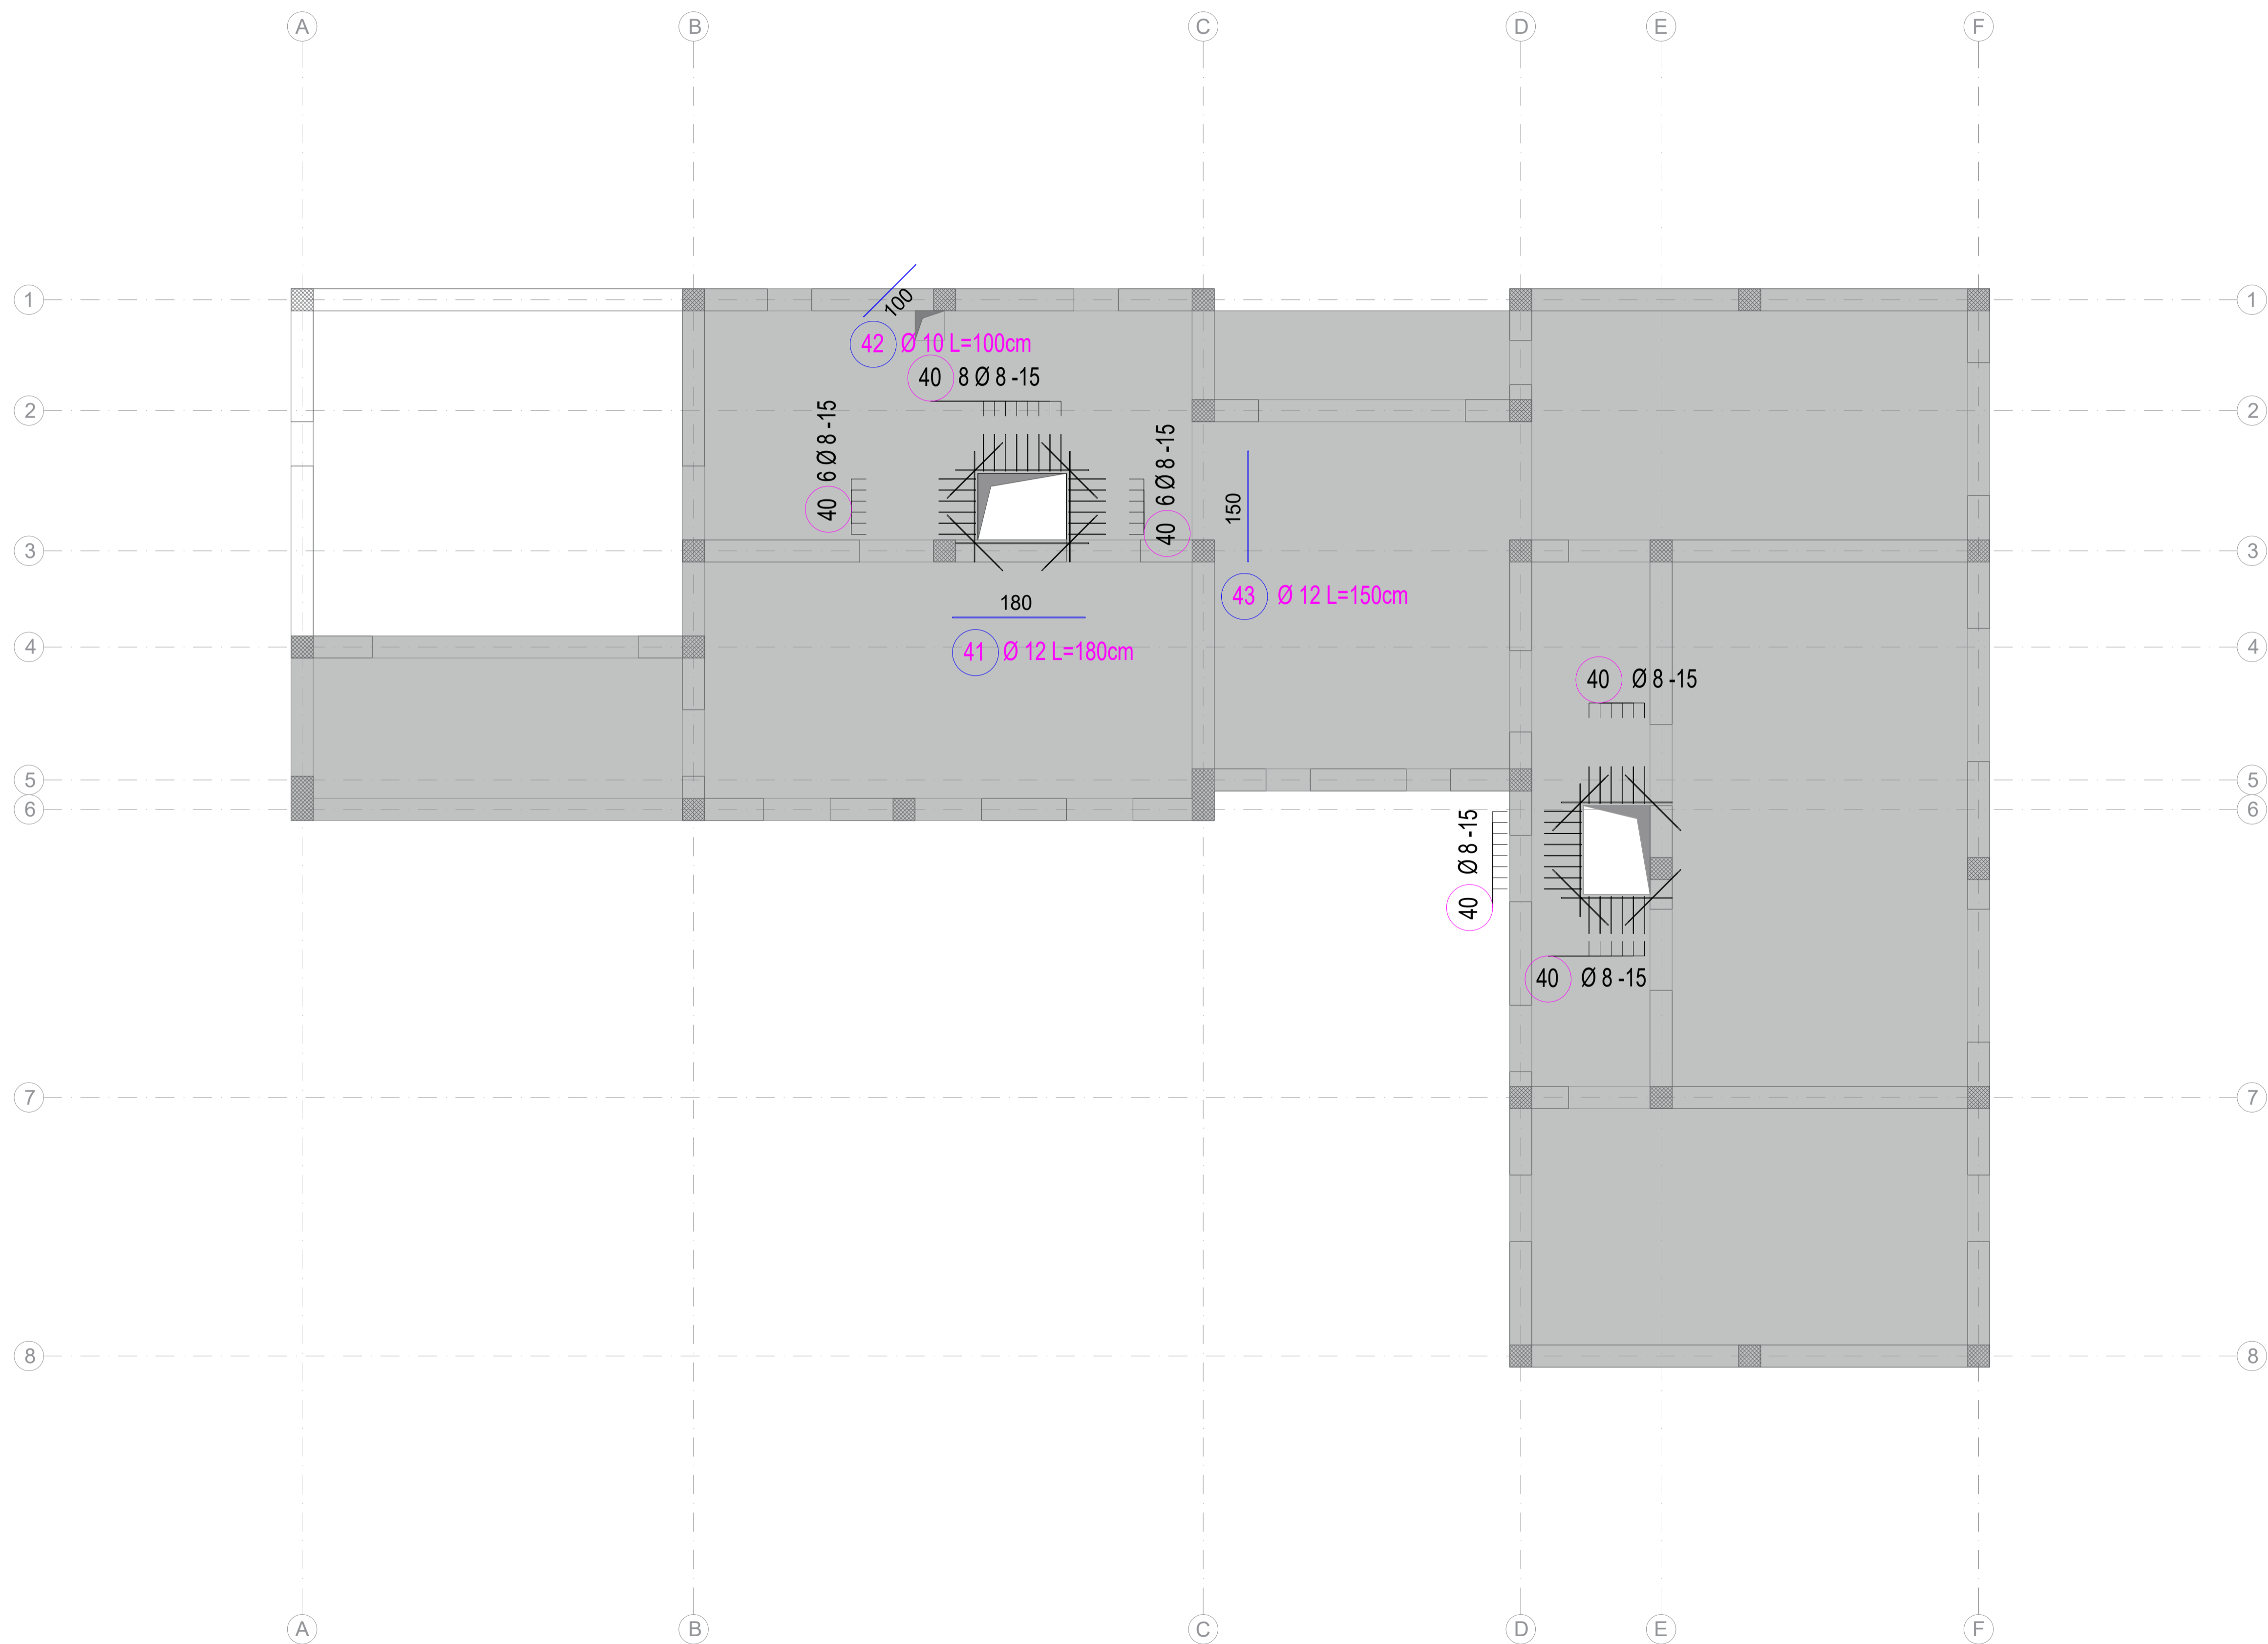 A B C D E F
1 1
100
42 Ø 10 L=100cm
40 8 Ø 8 -15
2 2
40 6 Ø 8 -15
40 6 Ø 8 -15
150
3 3
43 Ø 12 L=150cm
180
41 Ø 12 L=180cm
4 4
40 Ø 8 -15
5 5
6 6
40 Ø 8 -15
40 Ø 8 -15
7 7
8 8
A B C D E F